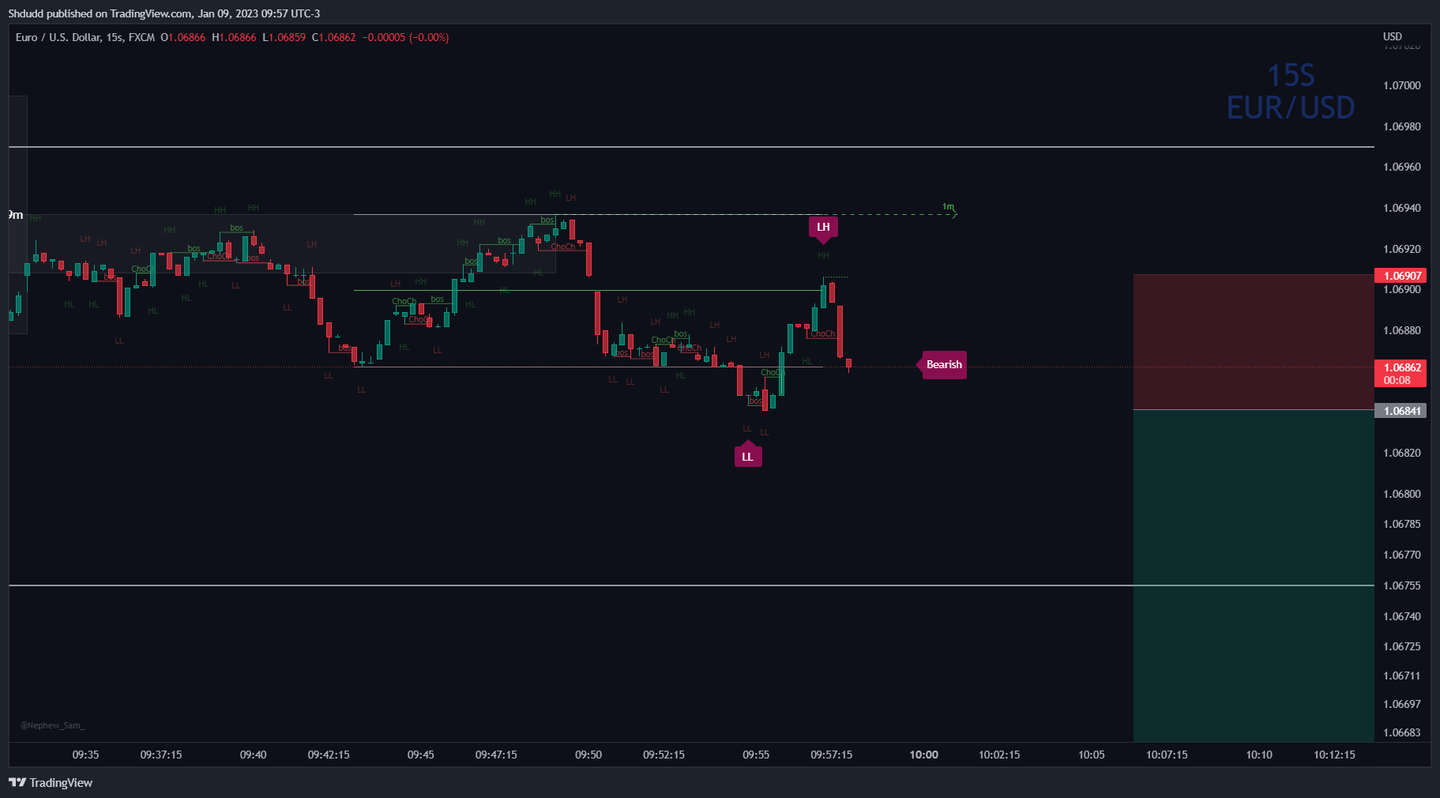 Shdudd published on TradingView.com, Jan 09, 2023 09:57 UTC-3
Euro / U.S. Dollar, 15s, FXCM O1.06866 H1.06866 L1.06859 C1.06862 −0.00005 (−0.00%)
USD
15S
EUR/USD
1.07000
1.06980
1.06960
1.06940
1.06920
1.06907
1.06900
1.06880
1.06862
00:08
1.06841
1.06820
1.06800
1.06785
1.06770
1.06755
1.06740
1.06725
1.06711
1.06697
1.06683
HH
HH
LH
HH
HH
HH
1m
9m
HH
HH
HH
bos
bos
LH
HH
LH
LH
LH
LH
HH
bos
bos
ChoCh
HH
bos
ChoCh
bos
bos
ChoCh
HL
bos
LH
HH
HL
LL
HL
HL
HL
HL
LL
ChoCh
bos
LH
HL
ChoCh
HH
HH
LH
LH
LL
bos
HL
LL
ChoCh
bos
ChoCh
LH
ChoCh
bos
bos
LH
HL
LL
LL
LL
LL
LL
HL
ChoCh
bos
LL
LL
LH
Bearish
LL
@Nephew_Sam_
09:35
09:37:15
09:40
09:42:15
09:45
09:47:15
09:50
09:52:15
09:55
09:57:15
10:00
10:02:15
10:05
10:07:15
10:10
10:12:15
TradingView